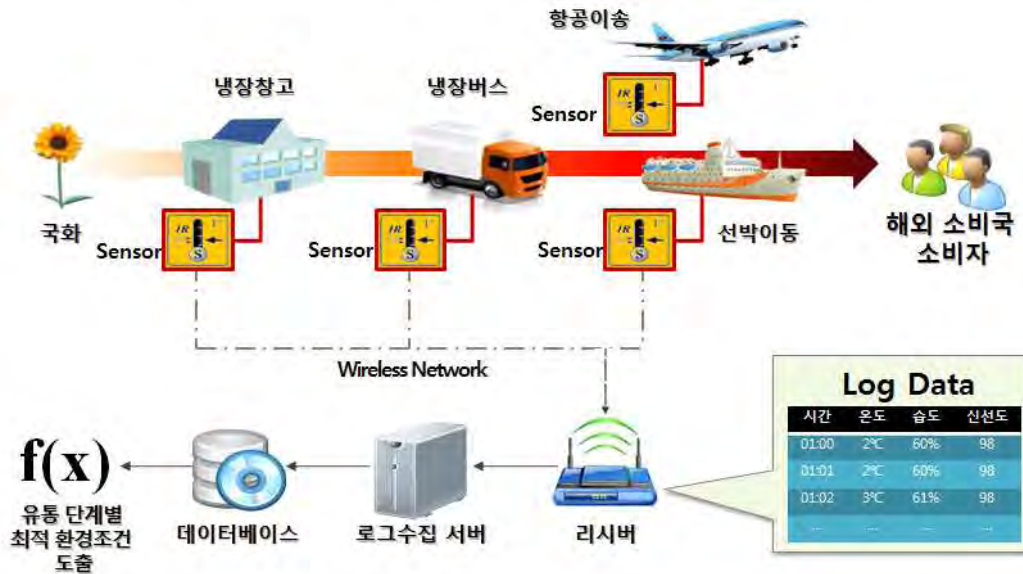 항공이송
냉장창고
냉장버스
Sensor
IR
S
국화
Sensor
IR
S
Sensor
IR
S
Sensor
IR
S
선박이동
해외 소비국
소비자
Wireless Network
Log Data
시간 온도 습도 신선도
01:00 2℃ 60% 98
01:01 2℃ 60% 98
01:02 3℃ 61% 98
.... .... .... ....
f(x)
유통 단계별
최적 환경조건
도출
데이터베이스
로그수집 서버
리시버